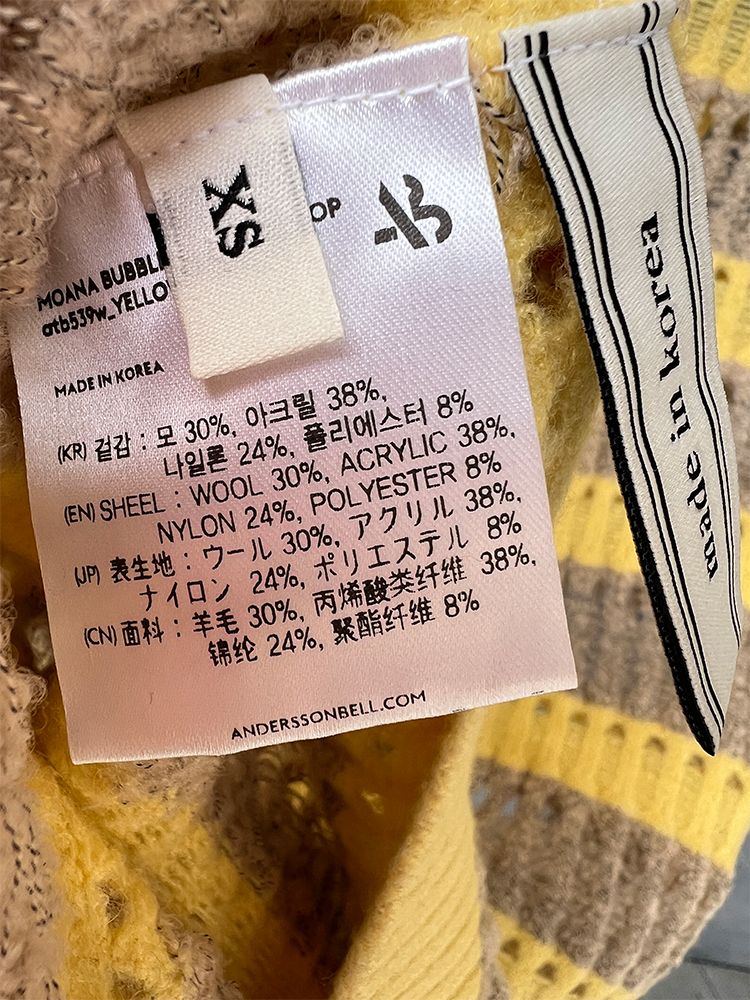 XS
OP
MOANA BUBBL
atb539w_YELLO
MADE IN KOREA
(KR) 겉감 : 모 30%, 아크릴 38%,
나일론 24%, 폴리에스터 8%
(EN) SHEEL : WOOL 30%, ACRYLIC 38%,
NYLON 24%, POLYESTER 8%
(JP) 表生地 : ウール 30%, アクリル 38%,
ナイロン 24%, ポリエステル 8%
(CN) 面料 : 羊毛 30%, 丙烯酸类纤维 38%,
锦纶 24%, 聚酯纤维 8%
ANDERSSONBELL.COM
made in korea